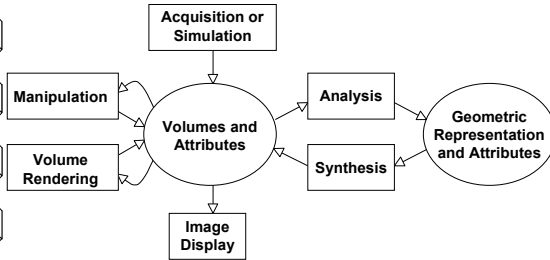 Acquisition or
Simulation
Manipulation
Volumes and
Attributes
Volume
Rendering
Analysis
Synthesis
Geometric
Representation
and Attributes
Image
Display